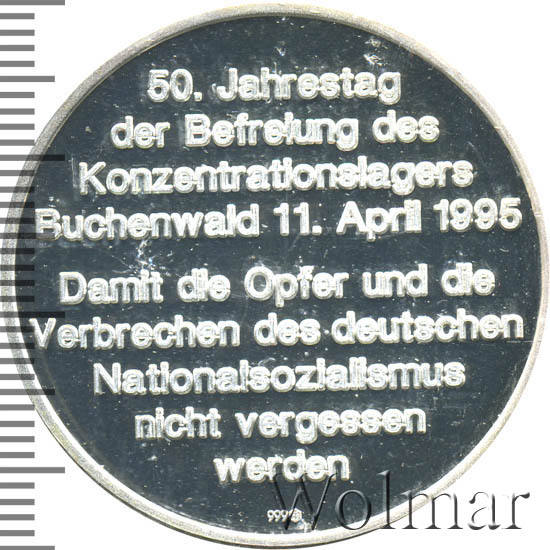 50. Jahrestag
der Befreiung des
Konzentrationslagers
Buchenwald 11. April 1995
Damit die Opfer und die
Verbrechen des deutschen
Nationalsozialismus
nicht vergessen
werden
Wolmar